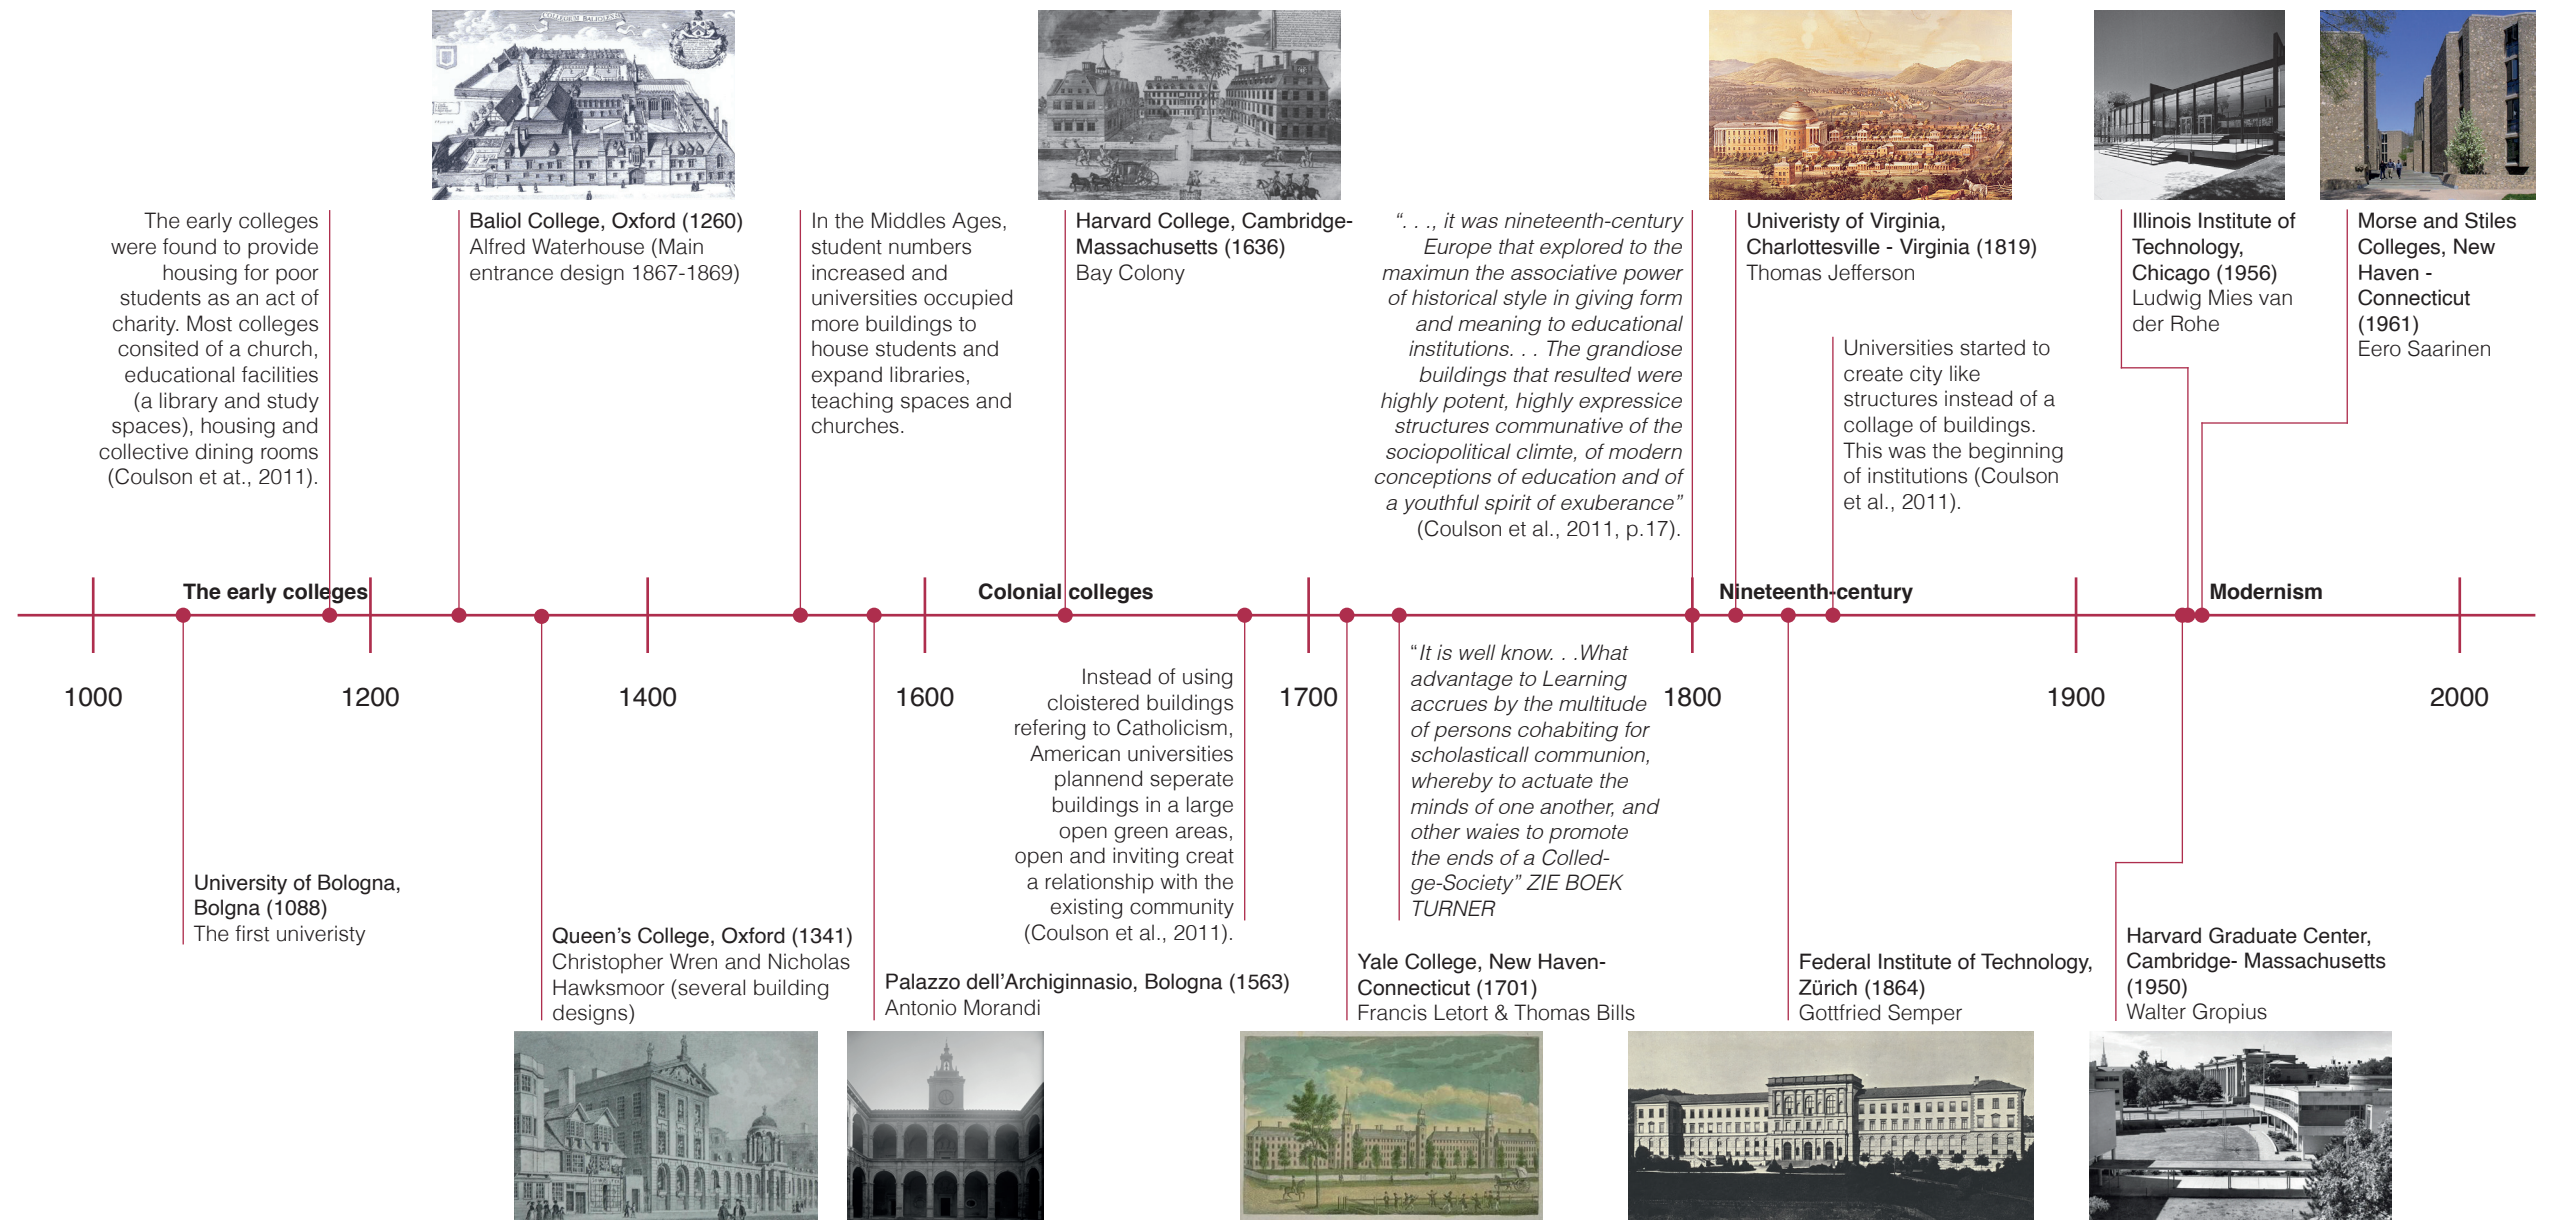 COLLEGIUM BALIOLENSE
The early colleges
were found to provide
housing for poor
students as an act of
charity. Most colleges
consited of a church,
educational facilities
(a library and study
spaces), housing and
collective dining rooms
(Coulson et at., 2011).
Baliol College, Oxford (1260)
Alfred Waterhouse (Main
entrance design 1867-1869)
In the Middles Ages,
student numbers
increased and
universities occupied
more buildings to
house students and
expand libraries,
teaching spaces and
churches.
Harvard College, Cambridge-
Massachusetts (1636)
Bay Colony
“. . ., it was nineteenth-century
Europe that explored to the
maximun the associative power
of historical style in giving form
and meaning to educational
institutions. . . The grandiose
buildings that resulted were
highly potent, highly expressice
structures communative of the
sociopolitical climte, of modern
conceptions of education and of
a youthful spirit of exuberance”
(Coulson et al., 2011, p.17).
Univeristy of Virginia,
Charlottesville - Virginia (1819)
Thomas Jefferson
Universities started to
create city like
structures instead of a
collage of buildings.
This was the beginning
of institutions (Coulson
et al., 2011).
Illinois Institute of
Technology,
Chicago (1956)
Ludwig Mies van
der Rohe
Morse and Stiles
Colleges, New
Haven -
Connecticut
(1961)
Eero Saarinen
The early colleges
Colonial colleges
Nineteenth-century
Modernism
1000
1200
1400
1600
1700
1800
1900
2000
University of Bologna,
Bolgna (1088)
The first univeristy
Queen’s College, Oxford (1341)
Christopher Wren and Nicholas
Hawksmoor (several building
designs)
Palazzo dell’Archiginnasio, Bologna (1563)
Antonio Morandi
Instead of using
cloistered buildings
refering to Catholicism,
American universities
plannend seperate
buildings in a large
open green areas,
open and inviting creat
a relationship with the
existing community
(Coulson et al., 2011).
Yale College, New Haven-
Connecticut (1701)
Francis Letort & Thomas Bills
“It is well know. . .What
advantage to Learning
accrues by the multitude
of persons cohabiting for
scholasticall communion,
whereby to actuate the
minds of one another, and
other waies to promote
the ends of a Colled-
ge-Society” ZIE BOEK
TURNER
Federal Institute of Technology,
Zürich (1864)
Gottfried Semper
Harvard Graduate Center,
Cambridge- Massachusetts
(1950)
Walter Gropius